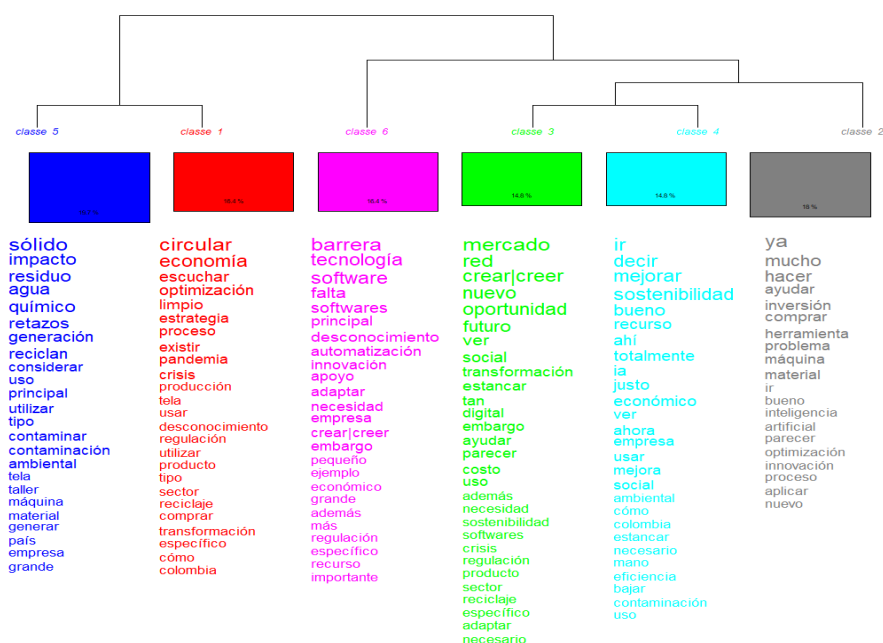 classe 5
classe 1
classe 6
classe 3
classe 4
classe 2
16.4 %
16.4 %
14.8 %
14.8 %
18 %
sólido
impacto
residuo
agua
químico
retazos
generación
reciclan
considerar
uso
principal
utilizar
tipo
contaminar
contaminación
ambiental
tela
taller
máquina
material
generar
país
empresa
grande
circular
economía
escuchar
optimización
limpio
estrategia
proceso
existir
pandemia
crisis
producción
tela
usar
desconocimiento
regulación
utilizar
producto
tipo
sector
reciclaje
comprar
transformación
específico
cómo
colombia
barrera
tecnología
software
falta
softwares
principal
desconocimiento
automatización
innovación
apoyo
adaptar
necesidad
empresa
crear|creer
embargo
pequeño
ejemplo
económico
grande
además
más
regulación
específico
recurso
importante
mercado
red
crear|creer
nuevo
oportunidad
futuro
ver
social
transformación
estancar
tan
digital
embargo
ayudar
parecer
costo
uso
además
necesidad
sostenibilidad
softwares
crisis
regulación
producto
sector
reciclaje
específico
adaptar
necesario
ir
decir
mejorar
sostenibilidad
bueno
recurso
ahí
totalmente
ia
justo
económico
ver
ahora
empresa
usar
mejora
social
ambiental
cómo
colombia
estancar
necesario
mano
eficiencia
bajar
contaminación
uso
ya
mucho
hacer
ayudar
inversión
comprar
herramienta
problema
máquina
material
ir
bueno
inteligencia
artificial
parecer
optimización
innovación
proceso
aplicar
nuevo